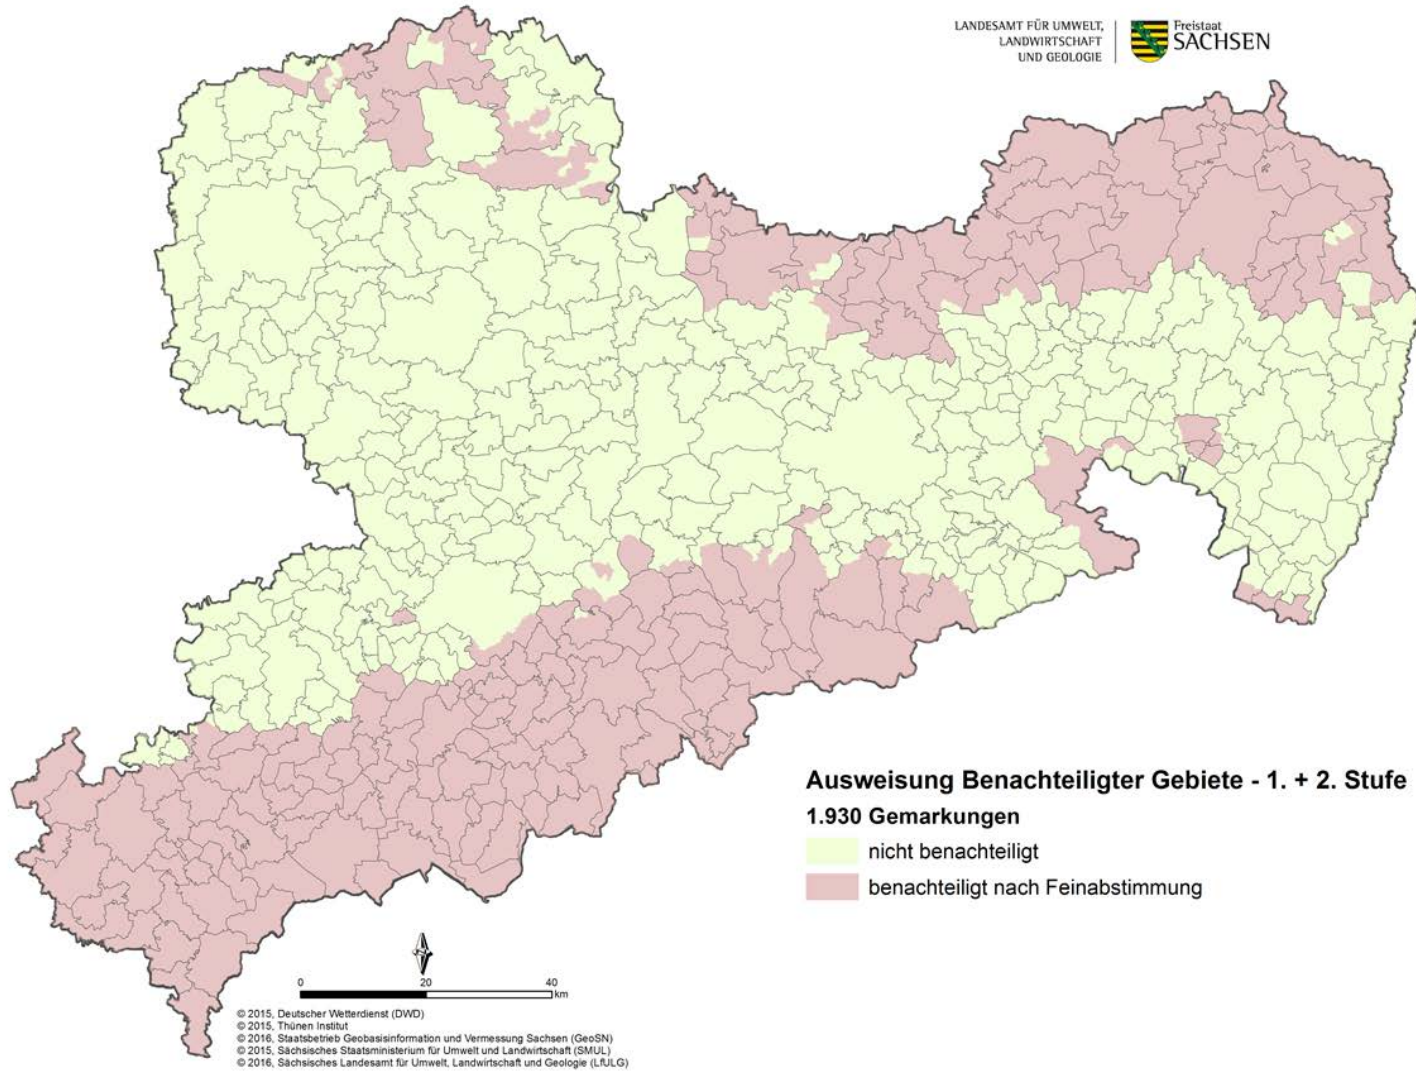 LANDESAMT FÜR UMWELT,
LANDWIRTSCHAFT
UND GEOLOGIE
Freistaat
SACHSEN
Ausweisung Benachteiligter Gebiete - 1. + 2. Stufe
1.930 Gemarkungen
nicht benachteiligt
benachteiligt nach Feinabstimmung
0 20 40
km
© 2015, Deutscher Wetterdienst (DWD)
© 2015, Thünen Institut
© 2016, Staatsbetrieb Geobasisinformation und Vermessung Sachsen (GeoSN)
© 2015, Sächsisches Staatsministerium für Umwelt und Landwirtschaft (SMUL)
© 2016, Sächsisches Landesamt für Umwelt, Landwirtschaft und Geologie (LfULG)